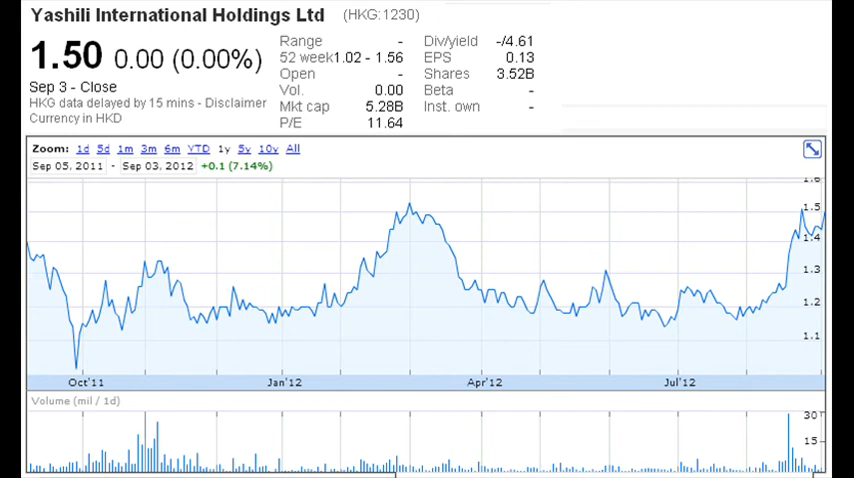 Yashili International Holdings Ltd (HKG:1230)
1.50 0.00 (0.00%)
Sep 3 - Close
HKG data delayed by 15 mins - Disclaimer
Currency in HKD
Range -
52 week 1.02 - 1.56
Open -
Vol. 0.00
Mkt cap 5.28B
P/E 11.64
Div/yield -/4.61
EPS 0.13
Shares 3.52B
Beta -
Inst. own -
Zoom: 1d 5d 1m 3m 6m YTD 1y 5y 10y All
Sep 05, 2011 - Sep 03, 2012 +0.1 (7.14%)
1.6
1.5
1.4
1.3
1.2
1.1
Oct'11 Jan'12 Apr'12 Jul'12
Volume (mil / 1d)
30
15